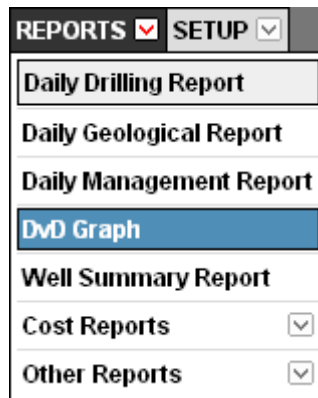 REPORTS SETUP
Daily Drilling Report
Daily Geological Report
Daily Management Report
DvD Graph
Well Summary Report
Cost Reports
Other Reports